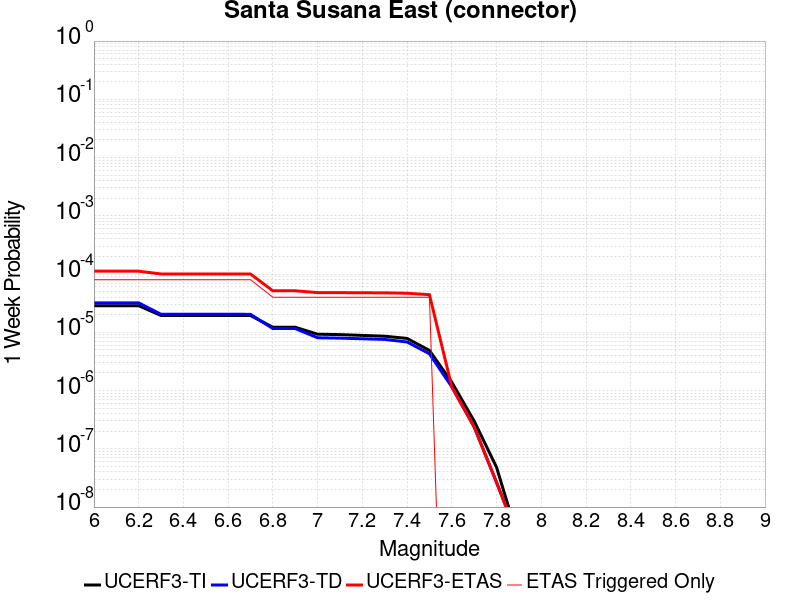 Santa Susana East (connector)
10^0
10^-1
10^-2
10^-3
10^-4
10^-5
10^-6
10^-7
10^-8
1 Week Probability
6 6.2 6.4 6.6 6.8 7 7.2 7.4 7.6 7.8 8 8.2 8.4 8.6 8.8 9
Magnitude
UCERF3-TI UCERF3-TD UCERF3-ETAS ETAS Triggered Only